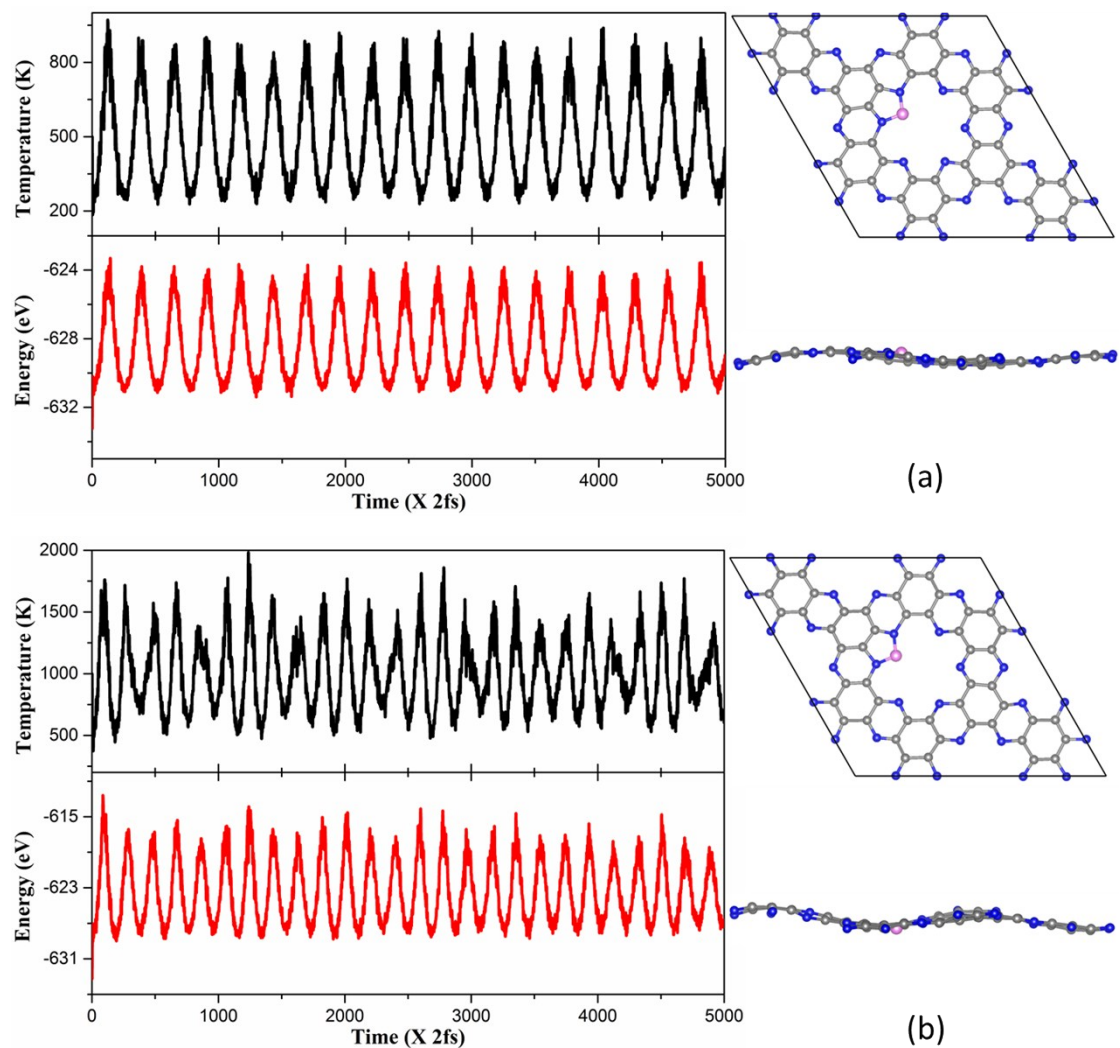 Temperature (K)
800
500
200
Energy (eV)
-624
-628
-632
0 1000 2000 3000 4000 5000
Time (X 2fs)
(a)
Temperature (K)
2000
1500
1000
500
Energy (eV)
-615
-623
-631
0 1000 2000 3000 4000 5000
Time (X 2fs)
(b)